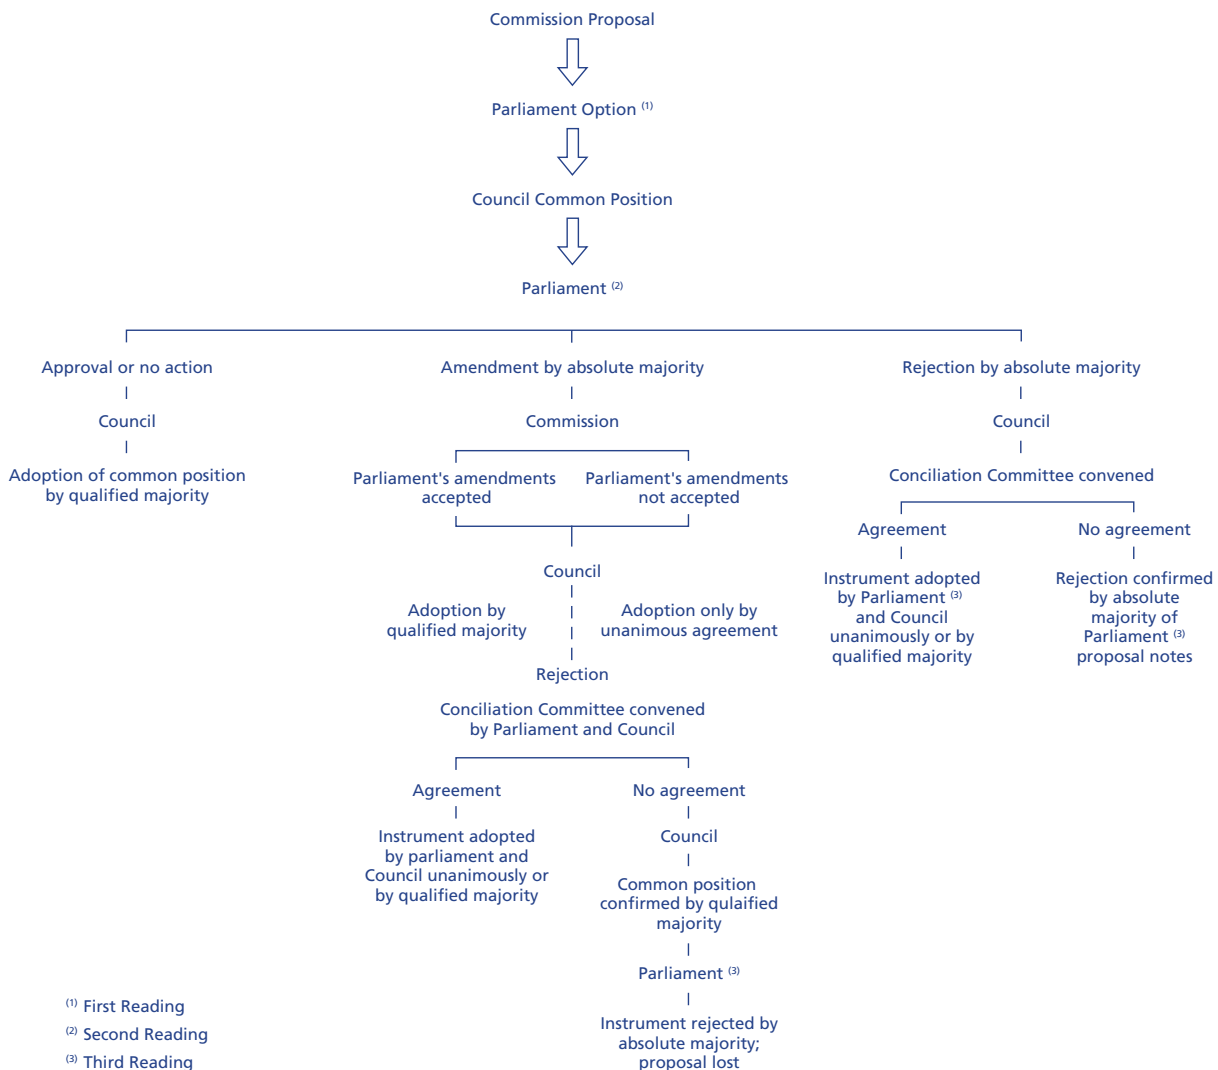 Commission Proposal
Parliament Option (1)
Council Common Position
Parliament (2)
Approval or no action
Council
Adoption of common position
by qualified majority
Amendment by absolute majority
Commission
Parliament's amendments
accepted
Parliament's amendments
not accepted
Council
Adoption by
qualified majority
Adoption only by
unanimous agreement
Rejection
Conciliation Committee convened
by Parliament and Council
Agreement
Instrument adopted
by parliament and
Council unanimously or
by qualified majority
No agreement
Council
Common position
confirmed by qulaified
majority
Parliament (3)
Instrument rejected by
absolute majority;
proposal lost
Rejection by absolute majority
Council
Conciliation Committee convened
Agreement
Instrument adopted
by Parliament (3)
and Council
unanimously or by
qualified majority
No agreement
Rejection confirmed
by absolute
majority of
Parliament (3)
proposal notes
(1) First Reading
(2) Second Reading
(3) Third Reading